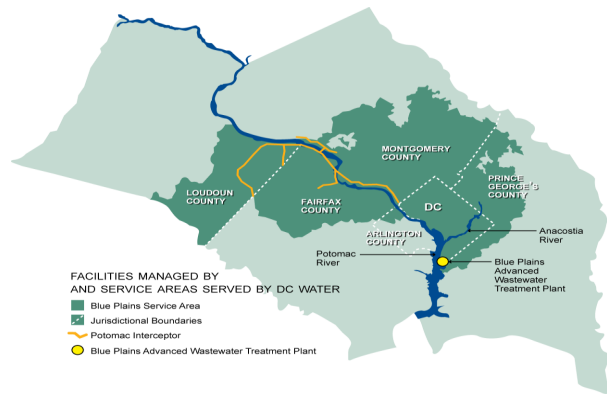 MONTGOMERY
COUNTY
PRINCE
GEORGE'S
COUNTY
LOUDOUN
COUNTY
FAIRFAX
COUNTY
DC
ARLINGTON
COUNTY
Anacostia
River
Potomac
River
Blue Plains
Advanced
Wastewater
Treatment Plant
FACILITIES MANAGED BY
AND SERVICE AREAS SERVED BY DC WATER
Blue Plains Service Area
Jurisdictional Boundaries
Potomac Interceptor
Blue Plains Advanced Wastewater Treatment Plant